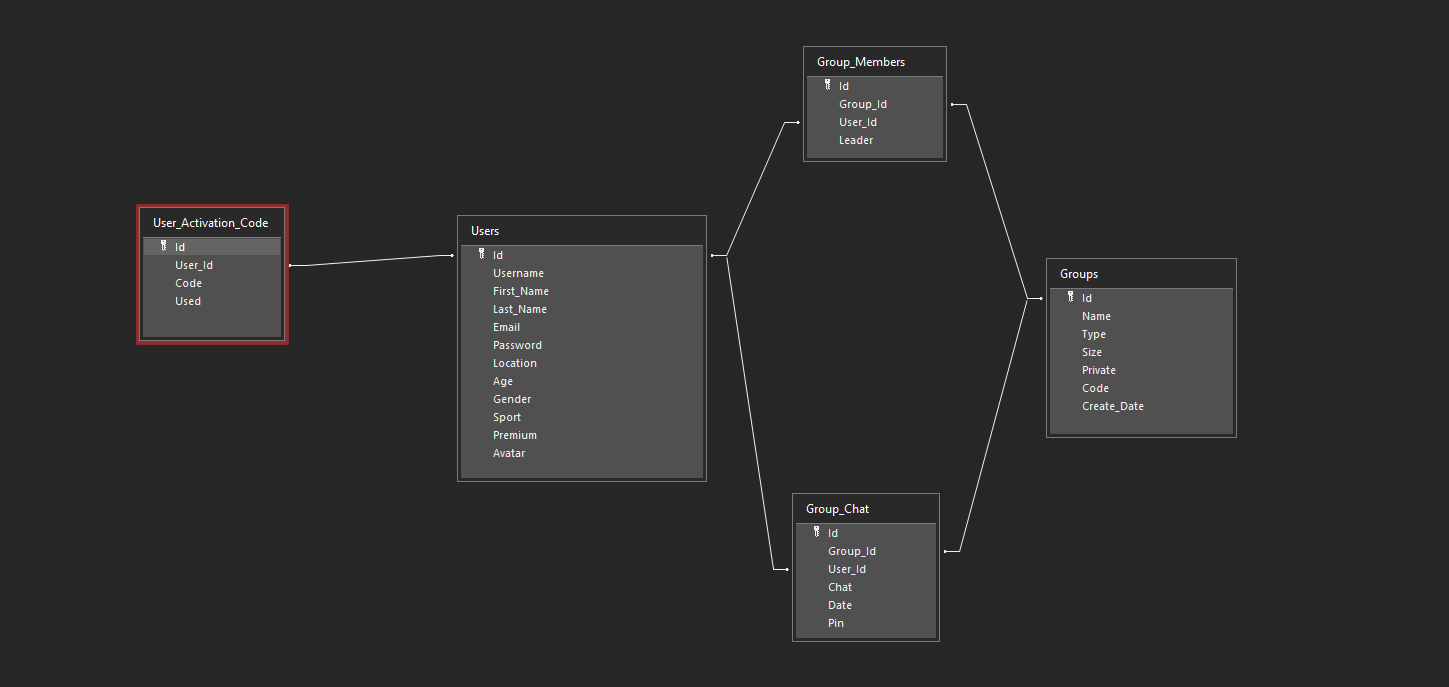 User_Activation_Code
Id
User_Id
Code
Used
Users
Id
Username
First_Name
Last_Name
Email
Password
Location
Age
Gender
Sport
Premium
Avatar
Group_Members
Id
Group_Id
User_Id
Leader
Group_Chat
Id
Group_Id
User_Id
Chat
Date
Pin
Groups
Id
Name
Type
Size
Private
Code
Create_Date